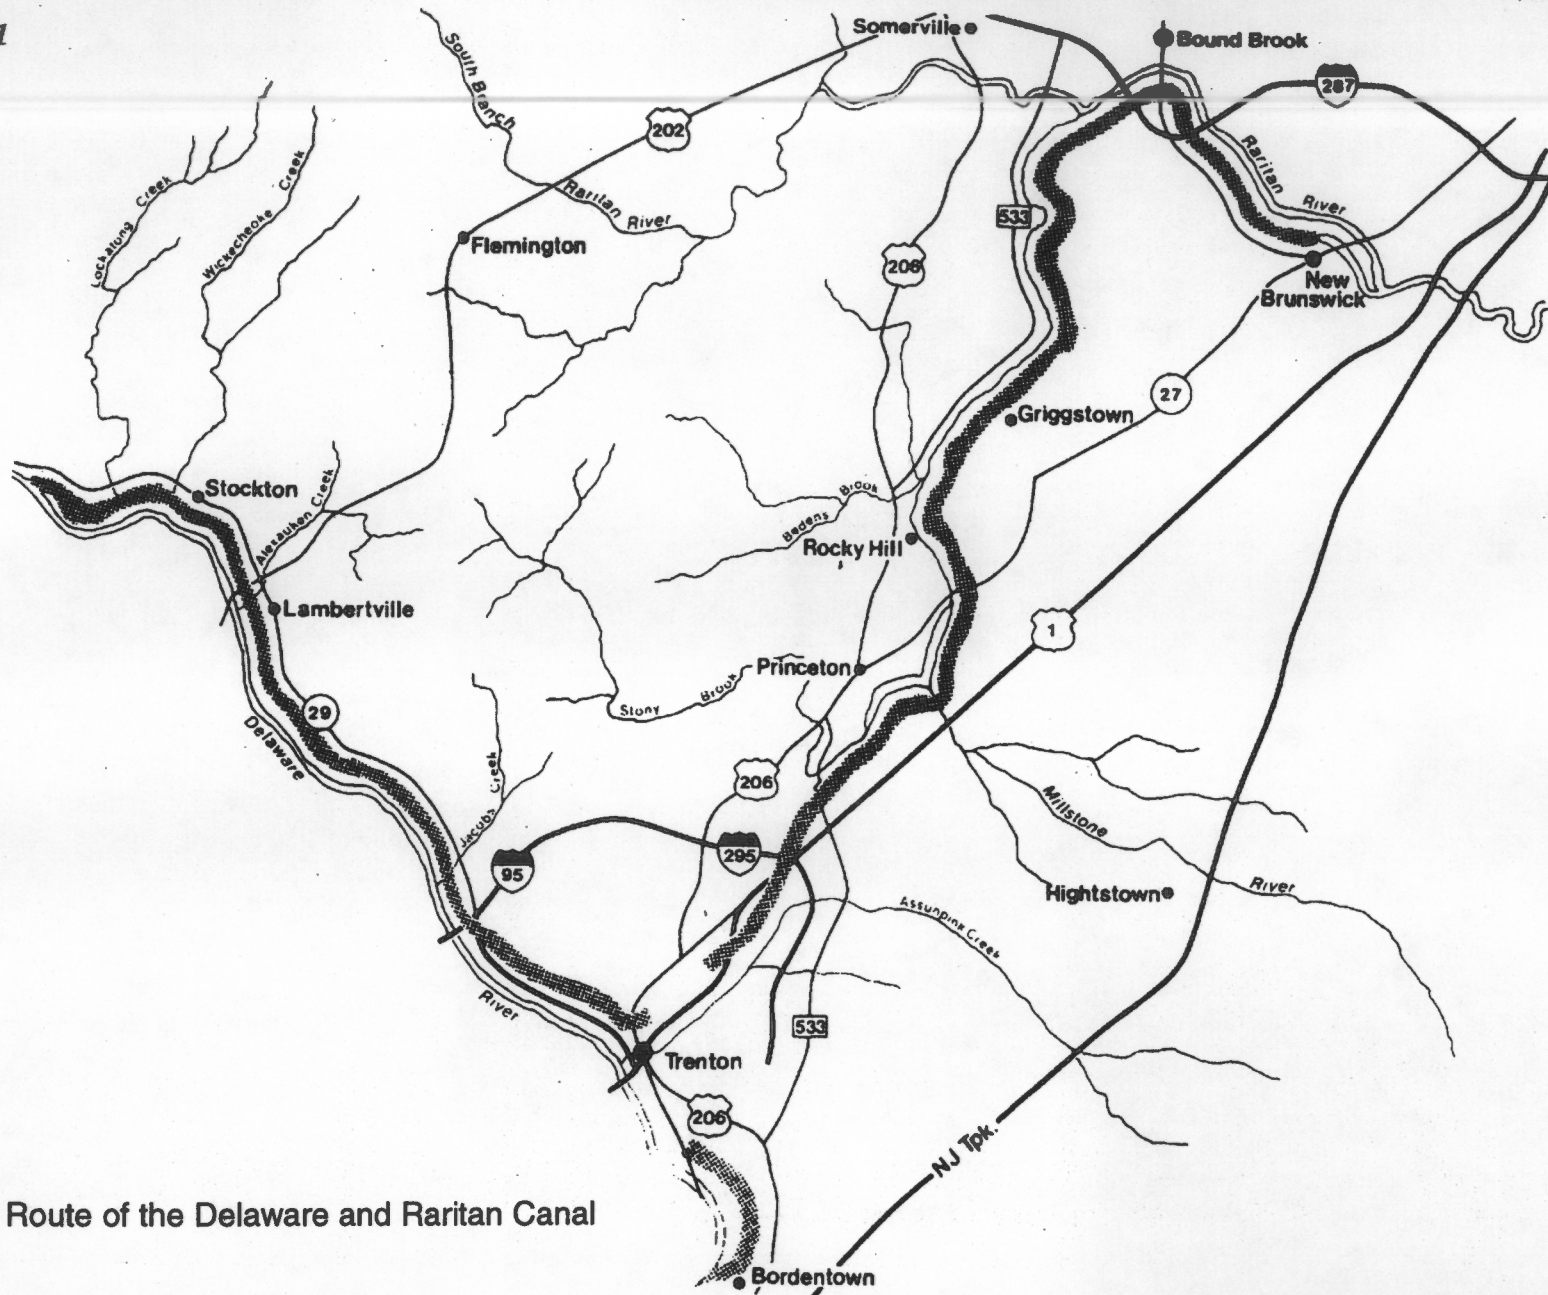 Somerville
Bound Brook
287
South Branch
202
Raritan
River
Raritan River
Lockatung Creek
Wickecheoke Creek
533
Flemington
206
New
Brunswick
27
Griggstown
Stockton
Alexauken Creek
Bedens Brook
Rocky Hill
Lambertville
1
Princeton
Stony Brook
29
Delaware
206
Jacobs Creek
Millstone
River
295
95
Hightstown
Assunpink Creek
River
533
Trenton
206
NJ Tpk.
Route of the Delaware and Raritan Canal
Bordentown